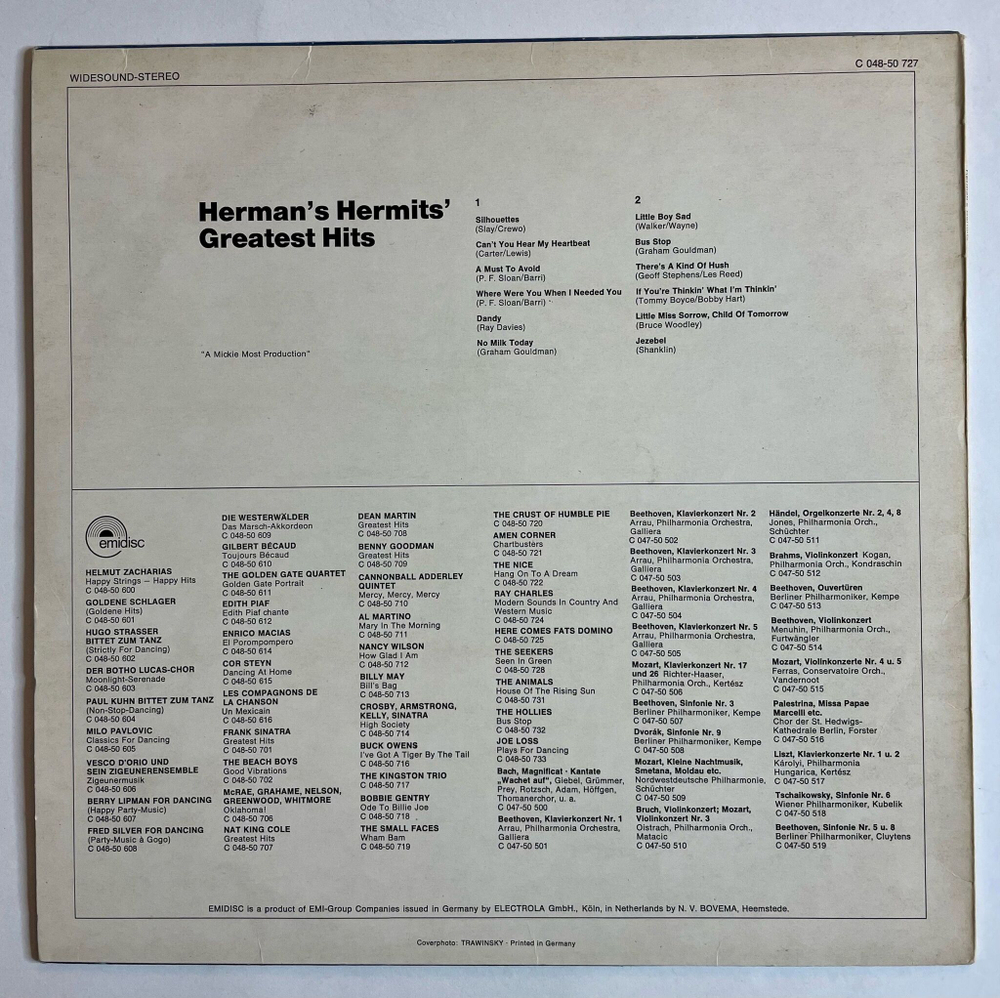 WIDESOUND-STEREO
C 048-50 727
Herman's Hermits'
Greatest Hits
"A Mickie Most Production"
1
Silhouettes
(Slay/Crewo)
Can't You Hear My Heartbeat
(Carter/Lewis)
A Must To Avoid
(P. F. Sloan/Barri)
Where Were You When I Needed You
(P. F. Sloan/Barri)
Dandy
(Ray Davies)
No Milk Today
(Graham Gouldman)
2
Little Boy Sad
(Walker/Wayne)
Bus Stop
(Graham Gouldman)
There's A Kind Of Hush
(Geoff Stephens/Les Reed)
If You're Thinkin' What I'm Thinkin'
(Tommy Boyce/Bobby Hart)
Little Miss Sorrow, Child Of Tomorrow
(Bruce Woodley)
Jezebel
(Shanklin)
emidisc
HELMUT ZACHARIAS
Happy Strings – Happy Hits
C 048-50 600
GOLDENE SCHLAGER
(Goldene Hits)
C 048-50 601
HUGO STRASSER
BITTET ZUM TANZ
(Strictly For Dancing)
C 048-50 602
DER BOTHO LUCAS-CHOR
Moonlight-Serenade
C 048-50 603
PAUL KUHN BITTET ZUM TANZ
(Non-Stop-Dancing)
C 048-50 604
MILO PAVLOVIC
Classics For Dancing
C 048-50 605
VESCO D'ORIO UND
SEIN ZIGEUNERENSEMBLE
Zigeunermusik
C 048-50 606
BERRY LIPMAN FOR DANCING
(Happy Party-Music)
C 048-50 607
FRED SILVER FOR DANCING
(Party-Music à Gogo)
C 048-50 608
DIE WESTERWÄLDER
Das Marsch-Akkordeon
C 048-50 609
GILBERT BÉCAUD
Toujours Bécaud
C 048-50 610
THE GOLDEN GATE QUARTET
Golden Gate Portrait
C 048-50 611
EDITH PIAF
Edith Piaf chante
C 048-50 612
ENRICO MACIAS
El Porompompero
C 048-50 614
COR STEYN
Dancing At Home
C 048-50 615
LES COMPAGNONS DE
LA CHANSON
Un Mexicain
C 048-50 616
FRANK SINATRA
Greatest Hits
C 048-50 701
THE BEACH BOYS
Good Vibrations
C 048-50 702
McRAE, GRAHAME, NELSON,
GREENWOOD, WHITMORE
Oklahoma!
C 048-50 706
NAT KING COLE
Greatest Hits
C 048-50 707
DEAN MARTIN
Greatest Hits
C 048-50 708
BENNY GOODMAN
Greatest Hits
C 048-50 709
CANNONBALL ADDERLEY
QUINTET
Mercy, Mercy, Mercy
C 048-50 710
AL MARTINO
Mary In The Morning
C 048-50 711
NANCY WILSON
How Glad I Am
C 048-50 712
BILLY MAY
Bill's Bag
C 048-50 713
CROSBY, ARMSTRONG,
KELLY, SINATRA
High Society
C 048-50 714
BUCK OWENS
I've Got A Tiger By The Tail
C 048-50 716
THE KINGSTON TRIO
C 048-50 717
BOBBIE GENTRY
Ode To Billie Joe
C 048-50 718
THE SMALL FACES
Wham Bam
C 048-50 719
THE CRUST OF HUMBLE PIE
C 048-50 720
AMEN CORNER
Chartbusters
C 048-50 721
THE NICE
Hang On To A Dream
C 048-50 722
RAY CHARLES
Modern Sounds In Country And
Western Music
C 048-50 724
HERE COMES FATS DOMINO
C 048-50 725
THE SEEKERS
Seen In Green
C 048-50 728
THE ANIMALS
House Of The Rising Sun
C 048-50 731
THE HOLLIES
Bus Stop
C 048-50 732
JOE LOSS
Plays For Dancing
C 048-50 733
Bach, Magnificat · Kantate
„Wachet auf", Giebel, Grümmer,
Prey, Rotzsch, Adam, Höffgen,
Thomanerchor, u. a.
C 047-50 500
Beethoven, Klavierkonzert Nr. 1
Arrau, Philharmonia Orchestra,
Galliera
C 047-50 501
Beethoven, Klavierkonzert Nr. 2
Arrau, Philharmonia Orchestra,
Galliera
C 047-50 502
Beethoven, Klavierkonzert Nr. 3
Arrau, Philharmonia Orchestra,
Galliera
C 047-50 503
Beethoven, Klavierkonzert Nr. 4
Arrau, Philharmonia Orchestra,
Galliera
C 047-50 504
Beethoven, Klavierkonzert Nr. 5
Arrau, Philharmonia Orchestra,
Galliera
C 047-50 505
Mozart, Klavierkonzert Nr. 17
und 26 Richter-Haaser,
Philharmonia Orch., Kertész
C 047-50 506
Beethoven, Sinfonie Nr. 3
Berliner Philharmoniker, Kempe
C 047-50 507
Dvorák, Sinfonie Nr. 9
Berliner Philharmoniker, Kempe
C 047-50 508
Mozart, Kleine Nachtmusik,
Smetana, Moldau etc.
Nordwestdeutsche Philharmonie,
Schüchter
C 047-50 509
Bruch, Violinkonzert; Mozart,
Violinkonzert Nr. 3
Oistrach, Philharmonia Orch.,
Matacic
C 047-50 510
Händel, Orgelkonzerte Nr. 2, 4, 8
Jones, Philharmonia Orch.,
Schüchter
C 047-50 511
Brahms, Violinkonzert Kogan,
Philharmonia Orch., Kondraschin
C 047-50 512
Beethoven, Ouvertüren
Berliner Philharmoniker, Kempe
C 047-50 513
Beethoven, Violinkonzert
Menuhin, Philharmonia Orch.,
Furtwängler
C 047-50 514
Mozart, Violinkonzerte Nr. 4 u. 5
Ferras, Conservatoire Orch.,
Vandernoot
C 047-50 515
Palestrina, Missa Papae
Marcelli etc.
Chor der St. Hedwigs-
Kathedrale Berlin, Forster
C 047-50 516
Liszt, Klavierkonzerte Nr. 1 u. 2
Károlyi, Philharmonia
Hungarica, Kertész
C 047-50 517
Tschaikowsky, Sinfonie Nr. 6
Wiener Philharmoniker, Kubelik
C 047-50 518
Beethoven, Sinfonie Nr. 5 u. 8
Berliner Philharmoniker, Cluytens
C 047-50 519
EMIDISC is a product of EMI-Group Companies issued in Germany by ELECTROLA GmbH., Köln, in Netherlands by N. V. BOVEMA, Heemstede.
Coverphoto: TRAWINSKY · Printed in Germany